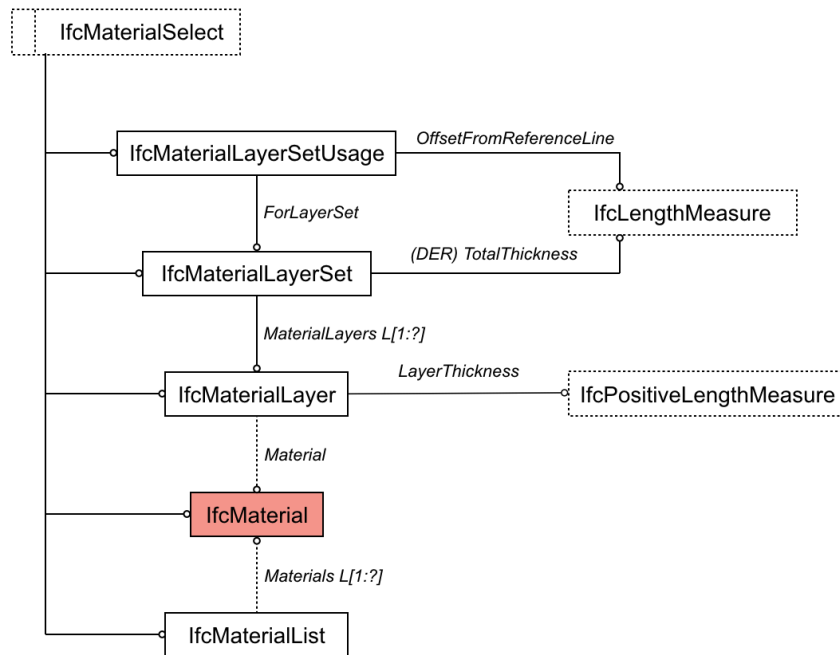 IfcMaterialSelect
IfcMaterialLayerSetUsage
OffsetFromReferenceLine
ForLayerSet
IfcLengthMeasure
IfcMaterialLayerSet
(DER) TotalThickness
MaterialLayers L[1:?]
IfcMaterialLayer
LayerThickness
IfcPositiveLengthMeasure
Material
IfcMaterial
Materials L[1:?]
IfcMaterialList